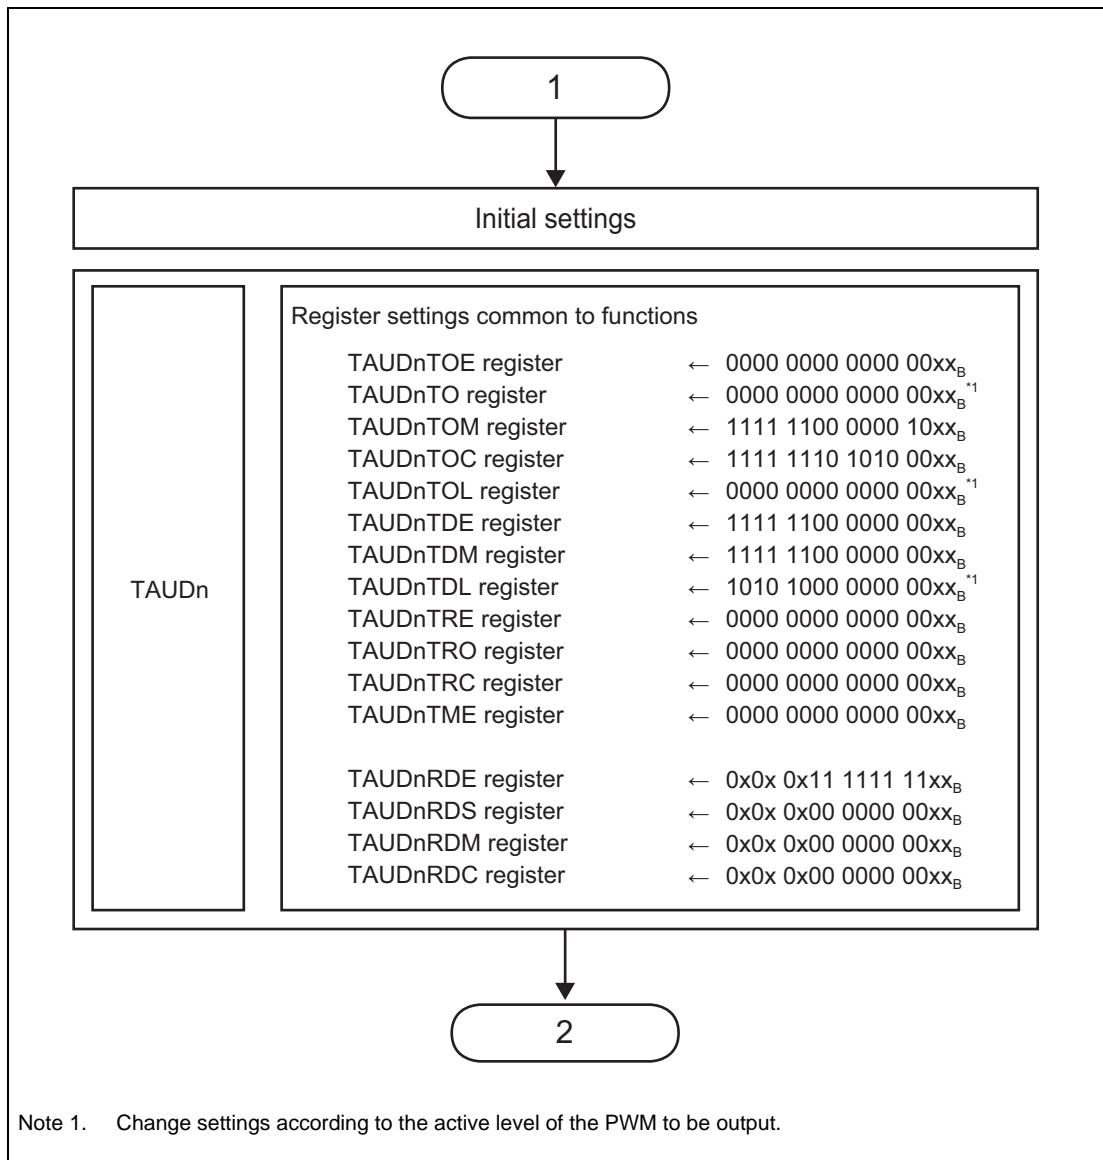 1
Initial settings
TAUDn
Register settings common to functions
TAUDnTOE register ← 0000 0000 0000 00xxB
TAUDnTO register ← 0000 0000 0000 00xxB*1
TAUDnTOM register ← 1111 1100 0000 10xxB
TAUDnTOC register ← 1111 1110 1010 00xxB
TAUDnTOL register ← 0000 0000 0000 00xxB*1
TAUDnTDE register ← 1111 1100 0000 00xxB
TAUDnTDM register ← 1111 1100 0000 00xxB
TAUDnTDL register ← 1010 1000 0000 00xxB*1
TAUDnTRE register ← 0000 0000 0000 00xxB
TAUDnTRO register ← 0000 0000 0000 00xxB
TAUDnTRC register ← 0000 0000 0000 00xxB
TAUDnTME register ← 0000 0000 0000 00xxB
TAUDnRDE register ← 0x0x 0x11 1111 11xxB
TAUDnRDS register ← 0x0x 0x00 0000 00xxB
TAUDnRDM register ← 0x0x 0x00 0000 00xxB
TAUDnRDC register ← 0x0x 0x00 0000 00xxB
2
Note 1. Change settings according to the active level of the PWM to be output.